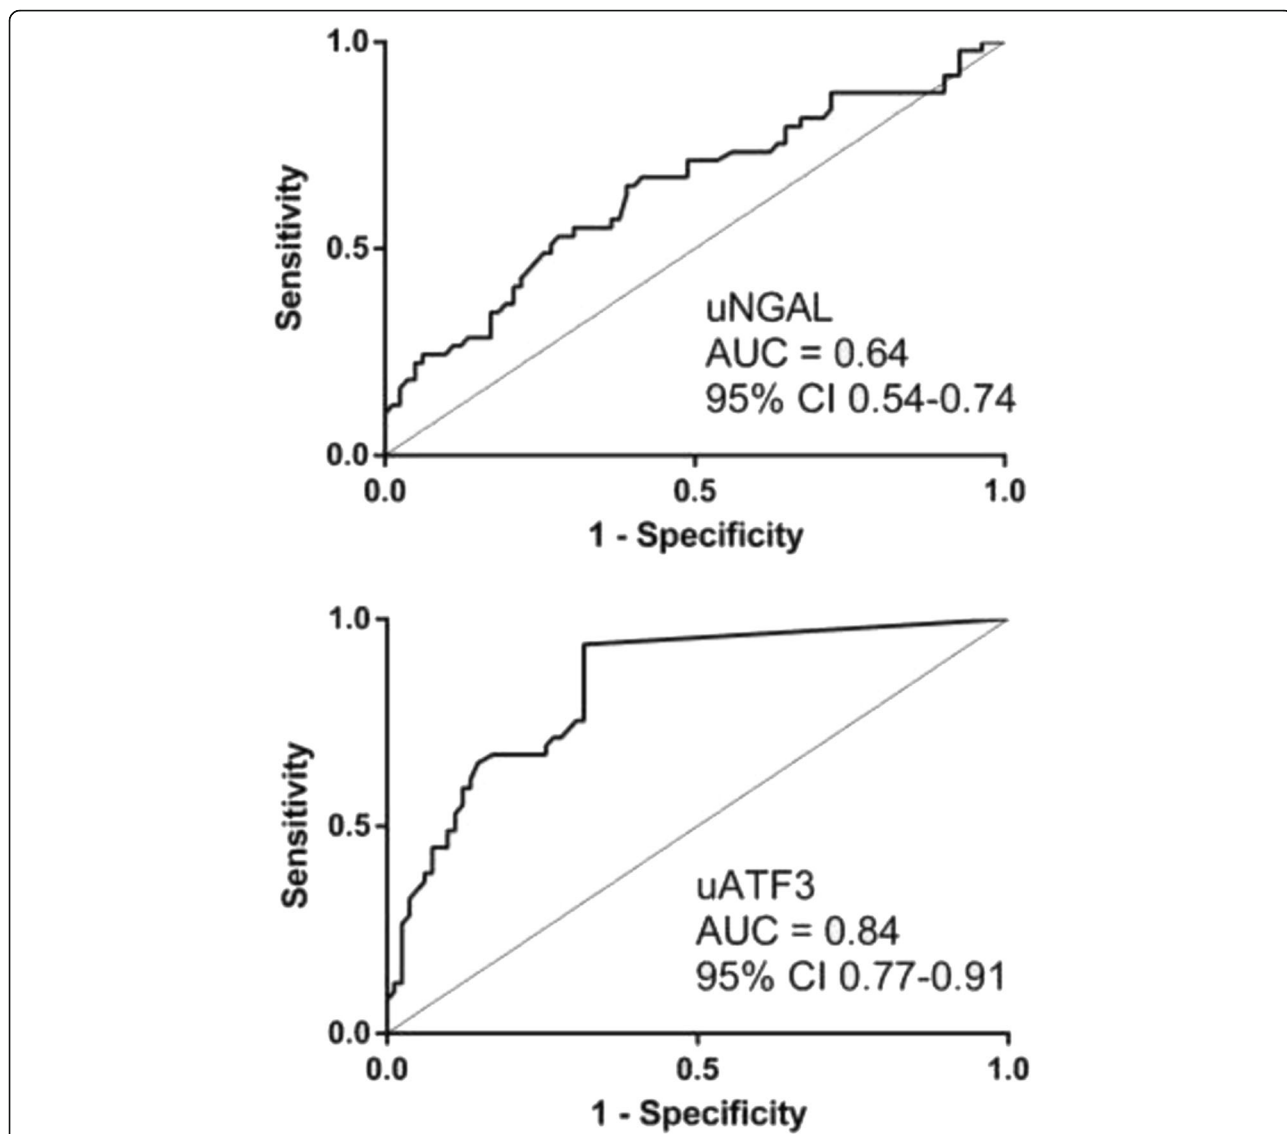 1.0
0.5
0.0
Sensitivity
uNGAL
AUC = 0.64
95% CI 0.54-0.74
0.0 0.5 1.0
1 - Specificity
1.0
0.5
0.0
Sensitivity
uATF3
AUC = 0.84
95% CI 0.77-0.91
0.0 0.5 1.0
1 - Specificity